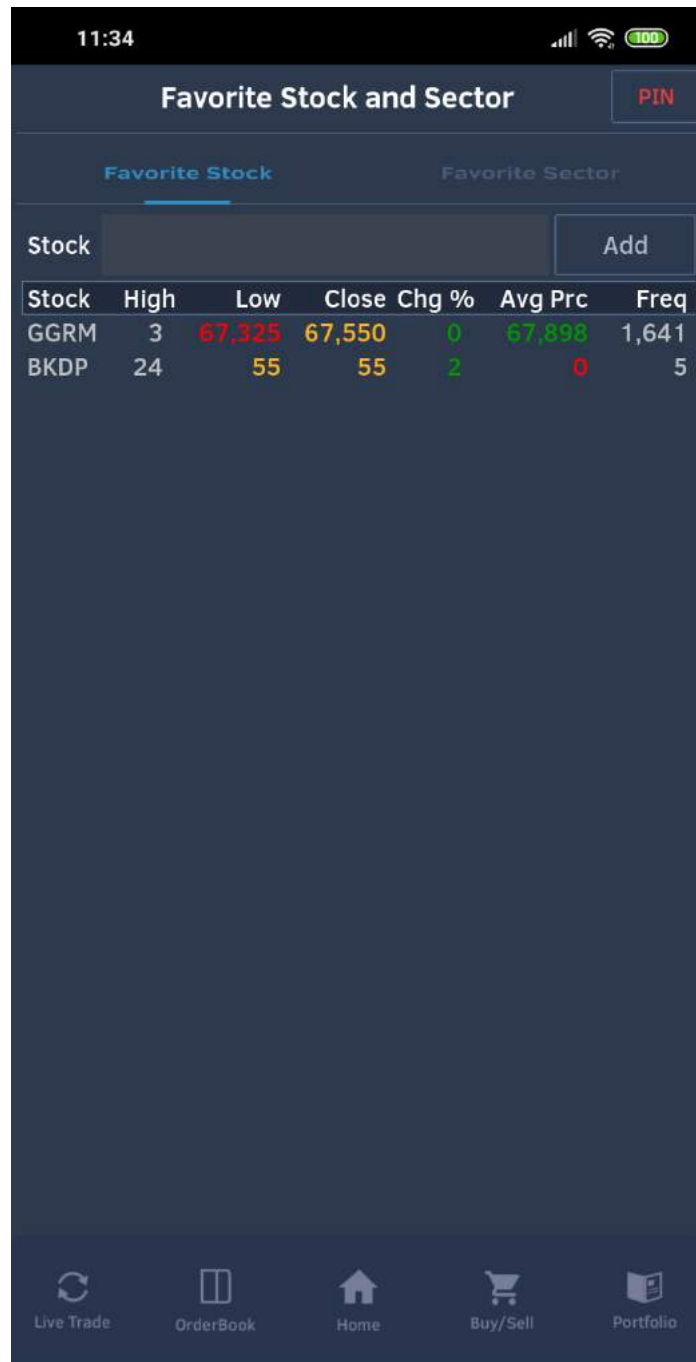 11:34 100
Favorite Stock and Sector PIN
Favorite Stock Favorite Sector
Stock Add
Stock High Low Close Chg % Avg Prc Freq
GGRM 3 67,325 67,550 0 67,898 1,641
BKDP 24 55 55 2 0 5
Live Trade OrderBook Home Buy/Sell Portfolio